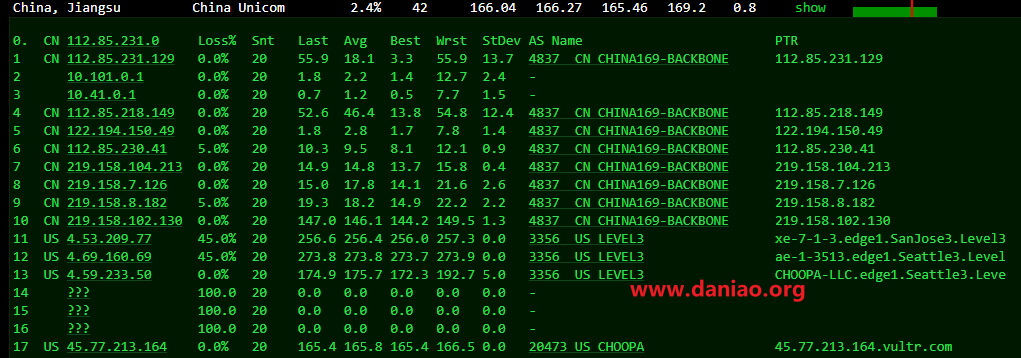 China, Jiangsu China Unicom 2.4% 42 166.04 166.27 165.46 169.2 0.8 show
0. CN 112.85.231.0 Loss% Snt Last Avg Best Wrst StDev AS Name PTR
1 CN 112.85.231.129 0.0% 20 55.9 18.1 3.3 55.9 13.7 4837 CN CHINA169-BACKBONE 112.85.231.129
2 10.101.0.1 0.0% 20 1.8 2.2 1.4 12.7 2.4 -
3 10.41.0.1 0.0% 20 0.7 1.2 0.5 7.7 1.5 -
4 CN 112.85.218.149 0.0% 20 52.6 46.4 13.8 54.8 12.4 4837 CN CHINA169-BACKBONE 112.85.218.149
5 CN 122.194.150.49 0.0% 20 1.8 2.8 1.7 7.8 1.4 4837 CN CHINA169-BACKBONE 122.194.150.49
6 CN 112.85.230.41 5.0% 20 10.3 9.5 8.1 12.1 0.9 4837 CN CHINA169-BACKBONE 112.85.230.41
7 CN 219.158.104.213 0.0% 20 14.9 14.8 13.7 15.8 0.4 4837 CN CHINA169-BACKBONE 219.158.104.213
8 CN 219.158.7.126 0.0% 20 15.0 17.8 14.1 21.6 2.6 4837 CN CHINA169-BACKBONE 219.158.7.126
9 CN 219.158.8.182 5.0% 20 19.3 18.2 14.9 22.2 2.2 4837 CN CHINA169-BACKBONE 219.158.8.182
10 CN 219.158.102.130 0.0% 20 147.0 146.1 144.2 149.5 1.3 4837 CN CHINA169-BACKBONE 219.158.102.130
11 US 4.53.209.77 45.0% 20 256.6 256.4 256.0 257.3 0.0 3356 US LEVEL3 xe-7-1-3.edge1.SanJose3.Level3
12 US 4.69.160.69 45.0% 20 273.8 273.8 273.7 273.9 0.0 3356 US LEVEL3 ae-1-3513.edge1.Seattle3.Level
13 US 4.59.233.50 0.0% 20 174.9 175.7 172.3 192.7 5.0 3356 US LEVEL3 CHOOPA-LLC.edge1.Seattle3.Leve
14 ??? 100.0 20 0.0 0.0 0.0 0.0 0.0 -
www.daniao.org
15 ??? 100.0 20 0.0 0.0 0.0 0.0 0.0 -
16 ??? 100.0 20 0.0 0.0 0.0 0.0 0.0 -
17 US 45.77.213.164 0.0% 20 165.4 165.8 165.4 166.5 0.0 20473 US CHOOPA 45.77.213.164.vultr.com